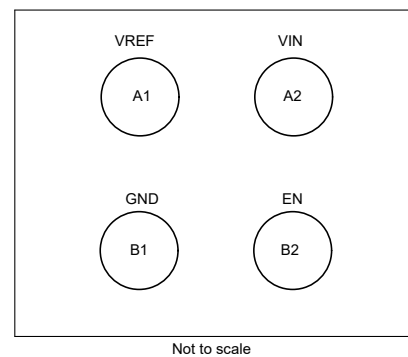 VREF VIN
A1 A2
GND EN
B1 B2
Not to scale